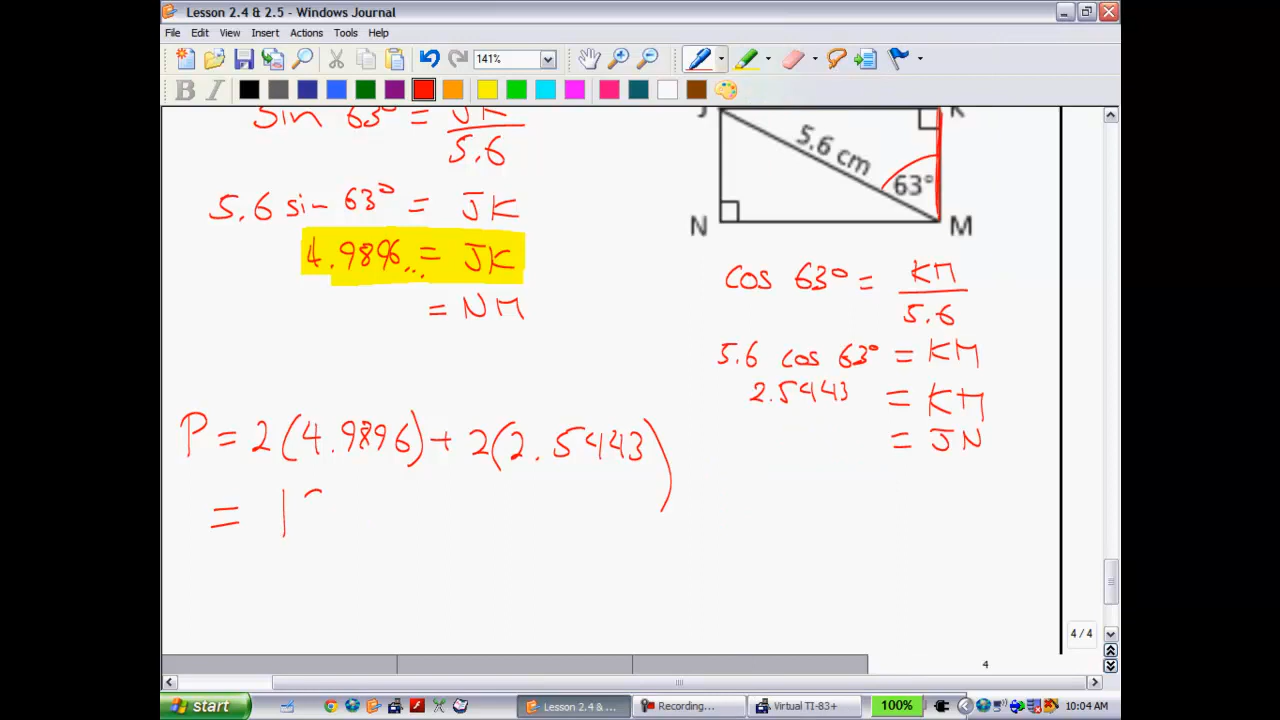 Lesson 2.4 & 2.5 - Windows Journal
File Edit View Insert Actions Tools Help
141%
B I
sin 63° = JK
5.6
5.6 sin 63° = JK
4.9896... = JK
= NM
J K
5.6 cm
63°
N M
cos 63° = KM
5.6
5.6 cos 63° = KM
2.5443 = KM
= JN
P = 2(4.9896) + 2(2.5443)
= 1
4 / 4
4
start
Lesson 2.4 & ...
Recording...
Virtual TI-83+
100%
10:04 AM